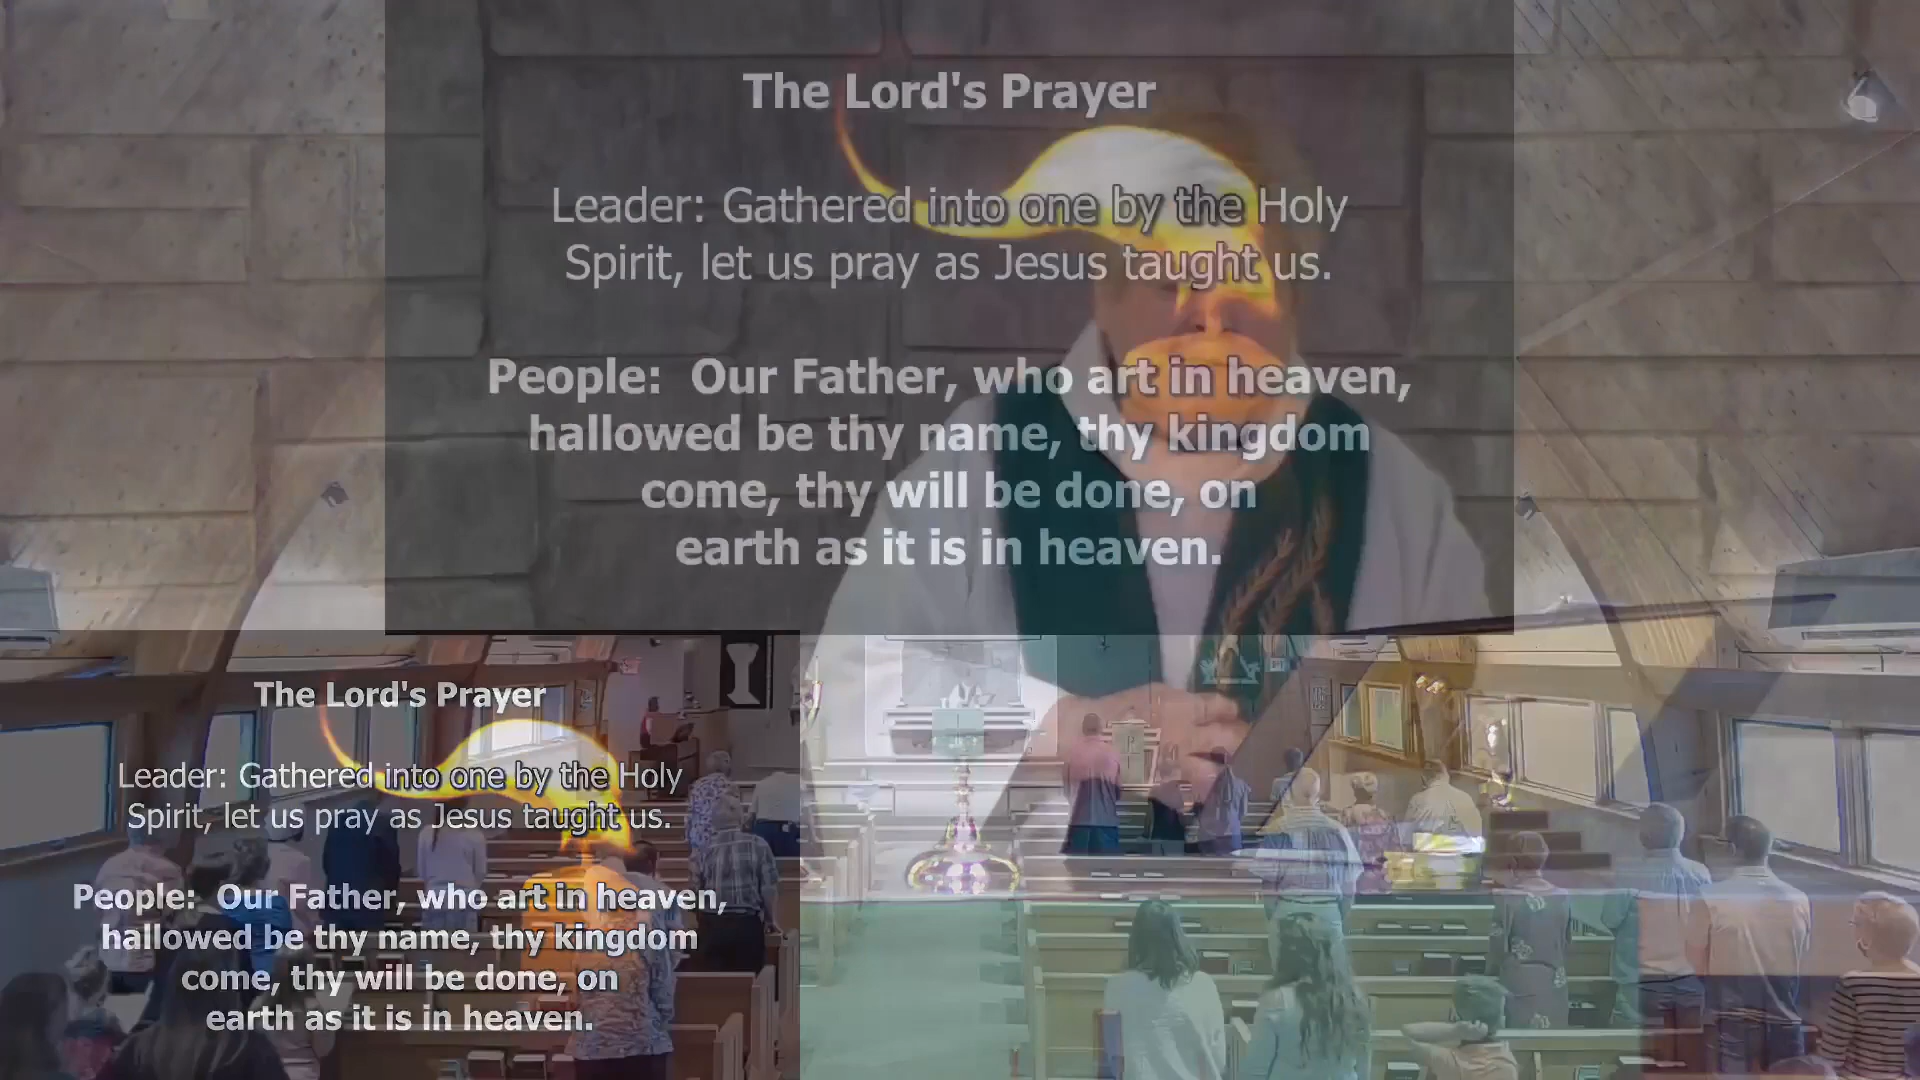 The Lord's Prayer
Leader: Gathered into one by the Holy
Spirit, let us pray as Jesus taught us.
People: Our Father, who art in heaven,
hallowed be thy name, thy kingdom
come, thy will be done, on
earth as it is in heaven.
The Lord's Prayer
Leader: Gathered into one by the Holy
Spirit, let us pray as Jesus taught us.
People: Our Father, who art in heaven,
hallowed be thy name, thy kingdom
come, thy will be done, on
earth as it is in heaven.